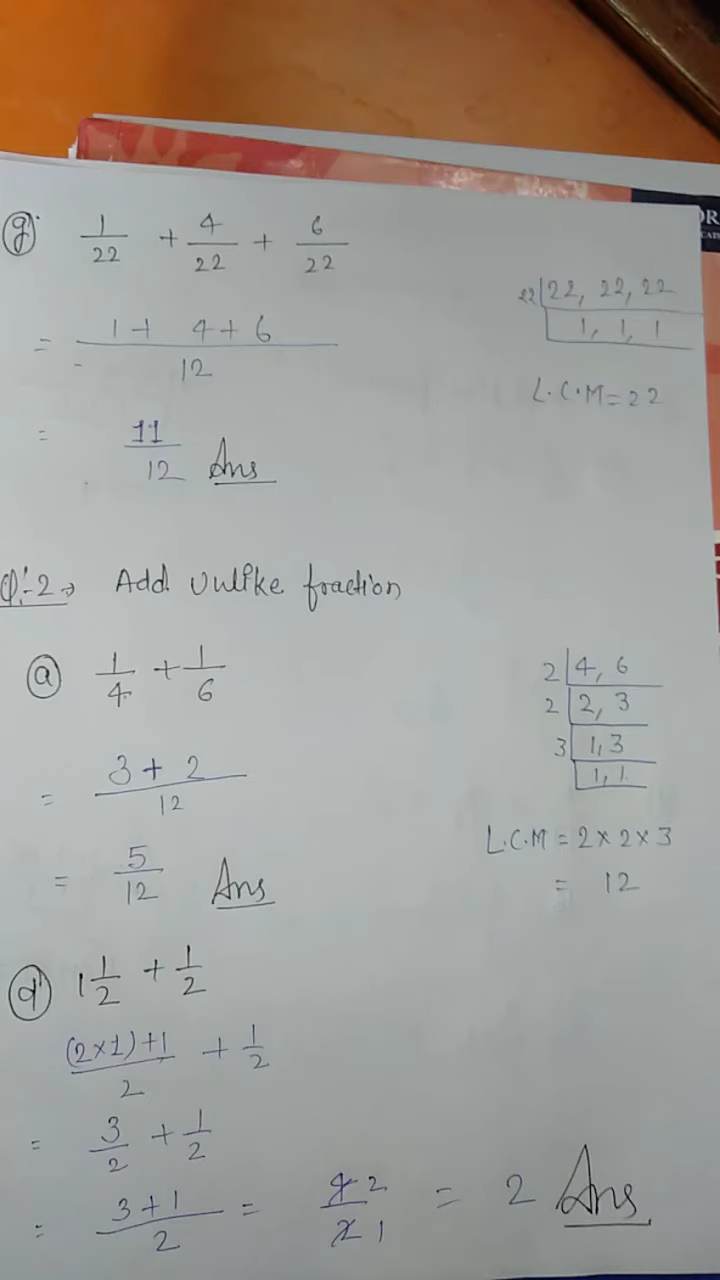 (g) 1/22 + 4/22 + 6/22
= 1 + 4 + 6 / 12
= 11/12 Ans
22 | 22, 22, 22
1, 1, 1
L.C.M = 22
Q.-2 → Add Unlike fraction
(a) 1/4 + 1/6
= 3 + 2 / 12
= 5/12 Ans
2 | 4, 6
2 | 2, 3
3 | 1, 3
1, 1
L.C.M = 2 × 2 × 3
= 12
(d) 1 1/2 + 1/2
(2×1)+1 / 2 + 1/2
= 3/2 + 1/2
= 3+1 / 2 = 4 2 / 2 1 = 2 Ans